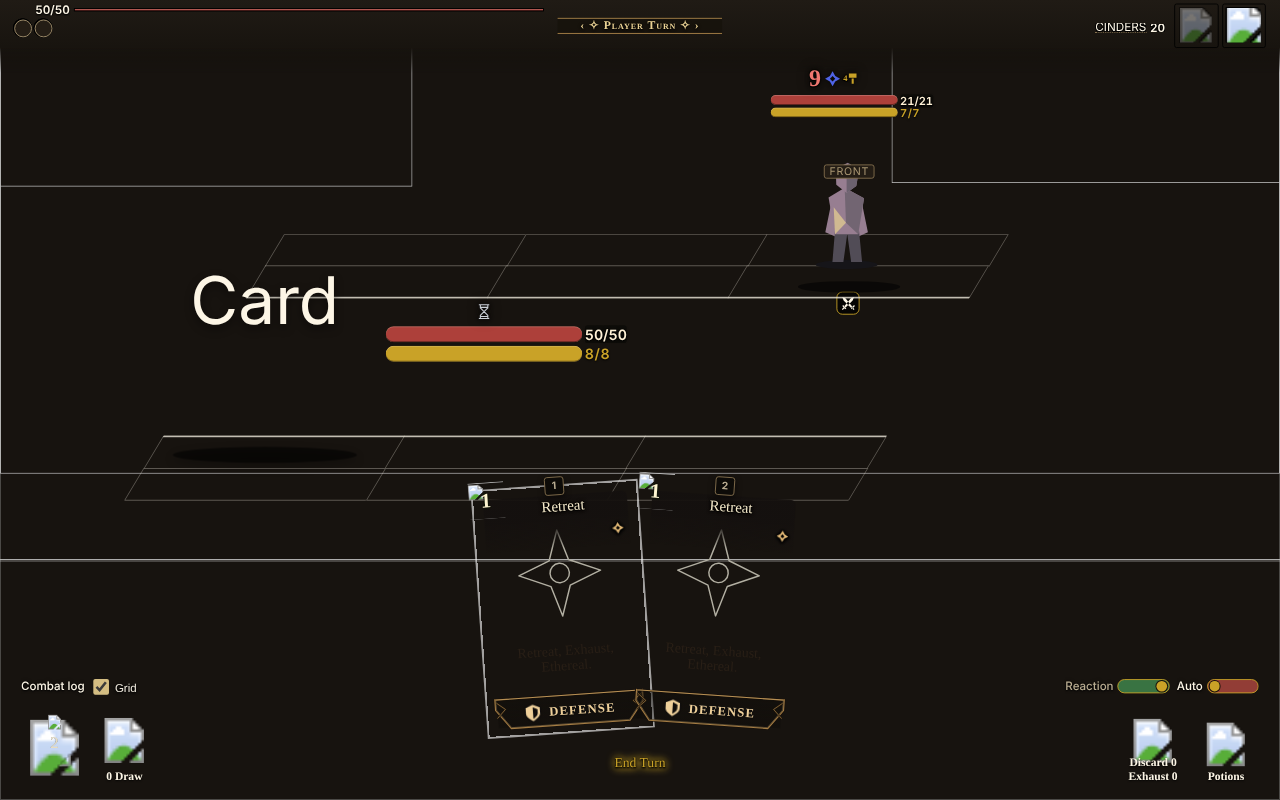 50/50
Player Turn
CINDERS 20
9 4
21/21
7/7
FRONT
Card
50/50
8/8
1
1
Retreat
Retreat, Exhaust,
Ethereal.
DEFENSE
2
1
Retreat
Retreat, Exhaust,
Ethereal.
DEFENSE
Combat log
Grid
0 Draw
End Turn
Reaction
Auto
Discard 0
Exhaust 0
Potions